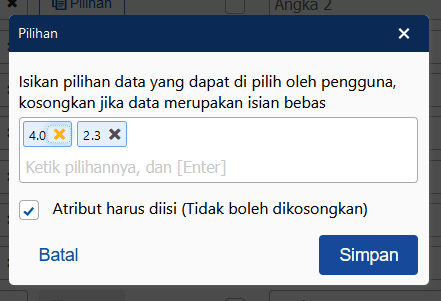 Pilihan
Angka 2
Pilihan
Isikan pilihan data yang dapat di pilih oleh pengguna,
kosongkan jika data merupakan isian bebas
4.0 2.3
Ketik pilihannya, dan [Enter]
Atribut harus diisi (Tidak boleh dikosongkan)
Batal Simpan